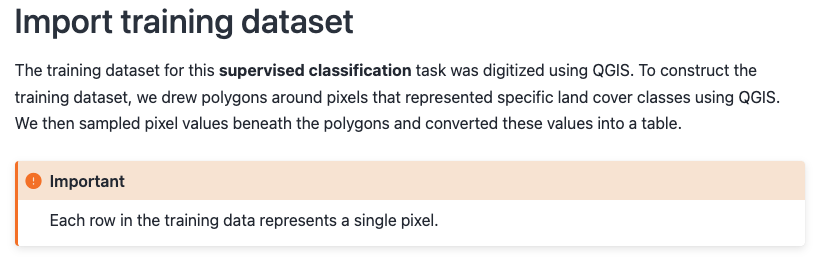 Import training dataset
The training dataset for this supervised classification task was digitized using QGIS. To construct the
training dataset, we drew polygons around pixels that represented specific land cover classes using QGIS.
We then sampled pixel values beneath the polygons and converted these values into a table.
Important
Each row in the training data represents a single pixel.